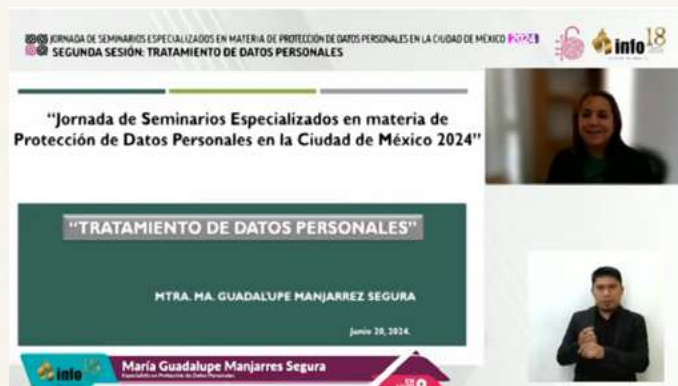 JORNADA DE SEMINARIOS ESPECIALIZADOS EN MATERIA DE PROTECCIÓN DE DATOS PERSONALES EN LA CIUDAD DE MÉXICO 2024
SEGUNDA SESIÓN: TRATAMIENTO DE DATOS PERSONALES
info 18
"Jornada de Seminarios Especializados en materia de
Protección de Datos Personales en la Ciudad de México 2024"
"TRATAMIENTO DE DATOS PERSONALES"
MTRA. MA. GUADALUPE MANJARREZ SEGURA
Junio 20, 2024.
info 18
María Guadalupe Manjarres Segura
Especialista en Protección de Datos Personales
EN